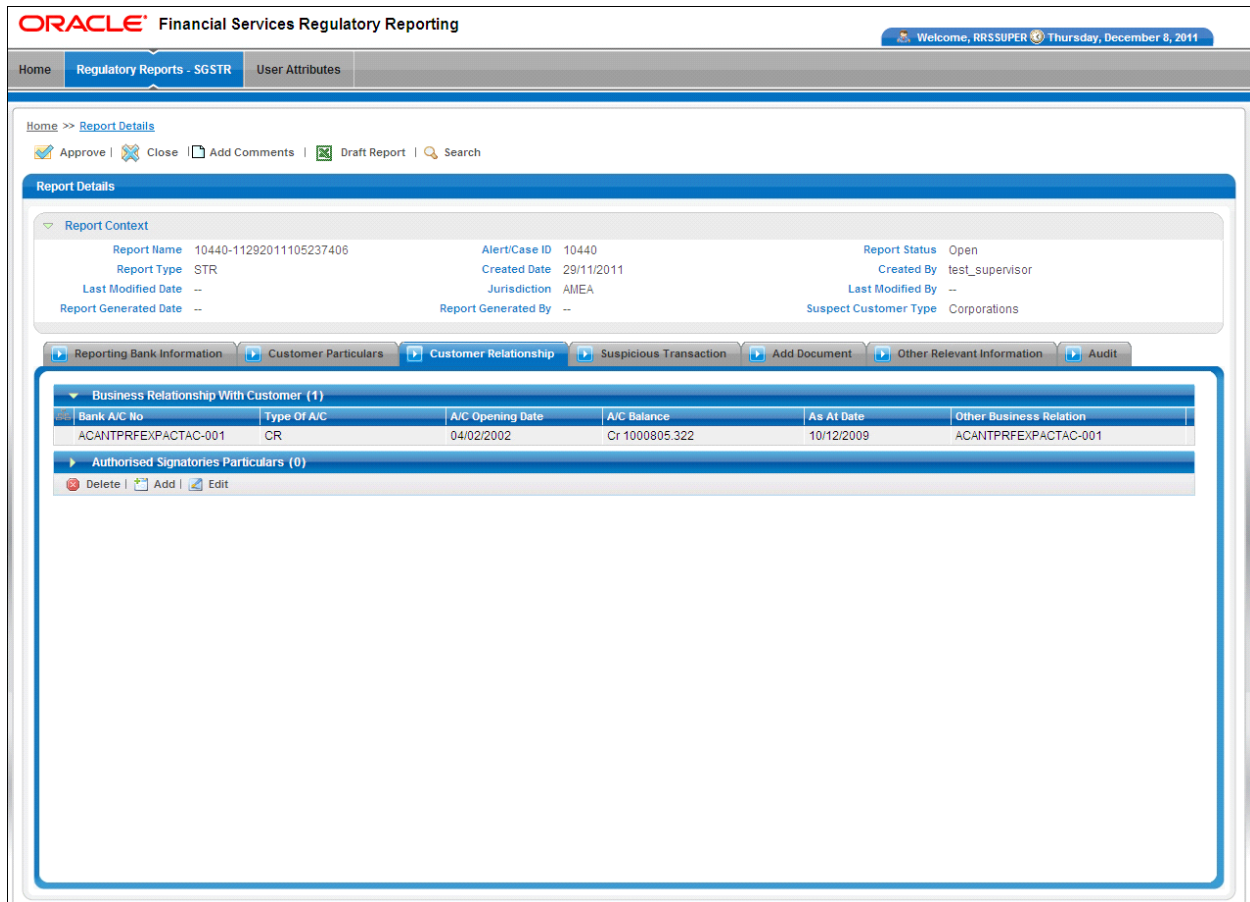 ORACLE® Financial Services Regulatory Reporting
Welcome, RRSSUPER Thursday, December 8, 2011
Home Regulatory Reports - SGSTR User Attributes
Home >> Report Details
Approve | Close | Add Comments | Draft Report | Search
Report Details
Report Context
Report Name 10440-11292011105237406 Alert/Case ID 10440 Report Status Open
Report Type STR Created Date 29/11/2011 Created By test_supervisor
Last Modified Date -- Jurisdiction AMEA Last Modified By --
Report Generated Date -- Report Generated By -- Suspect Customer Type Corporations
Reporting Bank Information Customer Particulars Customer Relationship Suspicious Transaction Add Document Other Relevant Information Audit
Business Relationship With Customer (1)
Bank A/C No Type Of A/C A/C Opening Date A/C Balance As At Date Other Business Relation
ACANTPRFEXPACTAC-001 CR 04/02/2002 Cr 1000805.322 10/12/2009 ACANTPRFEXPACTAC-001
Authorised Signatories Particulars (0)
Delete | Add | Edit